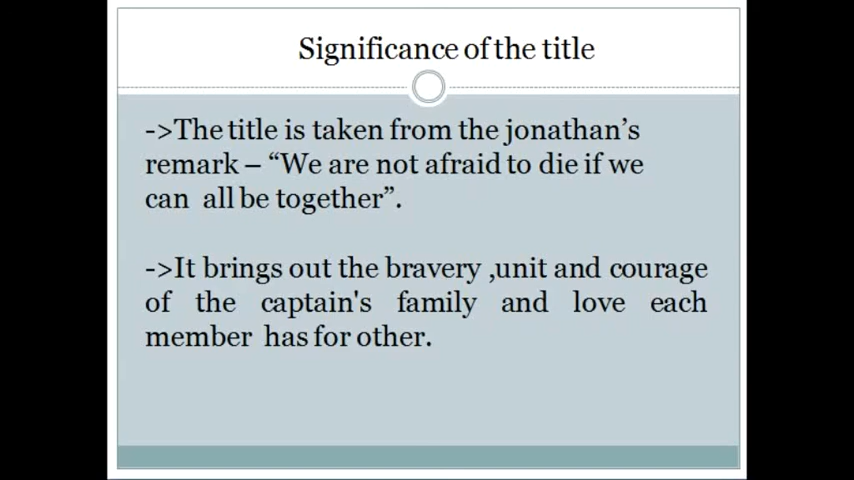 Significance of the title
->The title is taken from the jonathan’s
remark – “We are not afraid to die if we
can all be together”.
->It brings out the bravery ,unit and courage
of the captain's family and love each
member has for other.